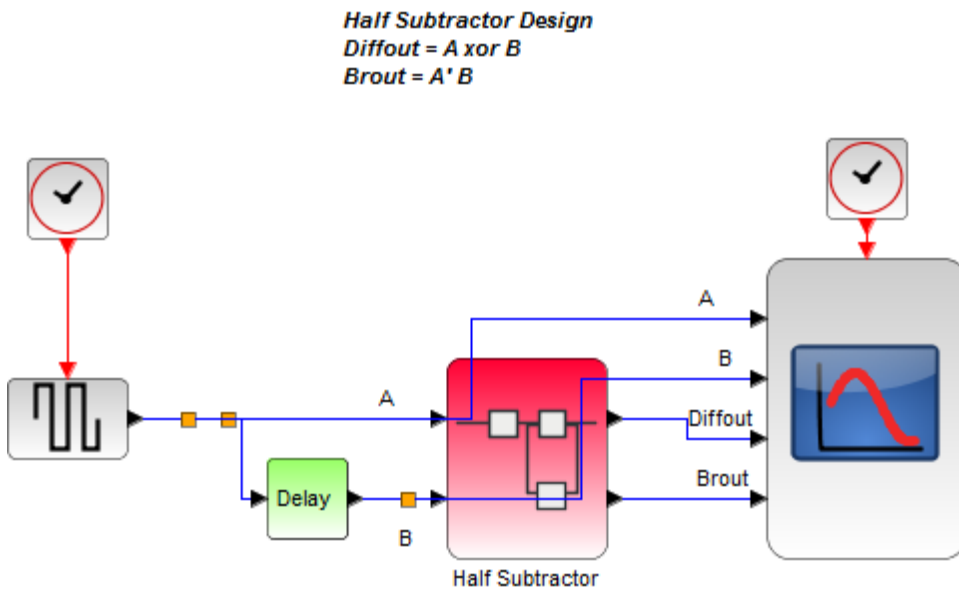 Half Subtractor Design
Diffout = A xor B
Brout = A' B
A
B
A
Diffout
Delay
Brout
B
Half Subtractor